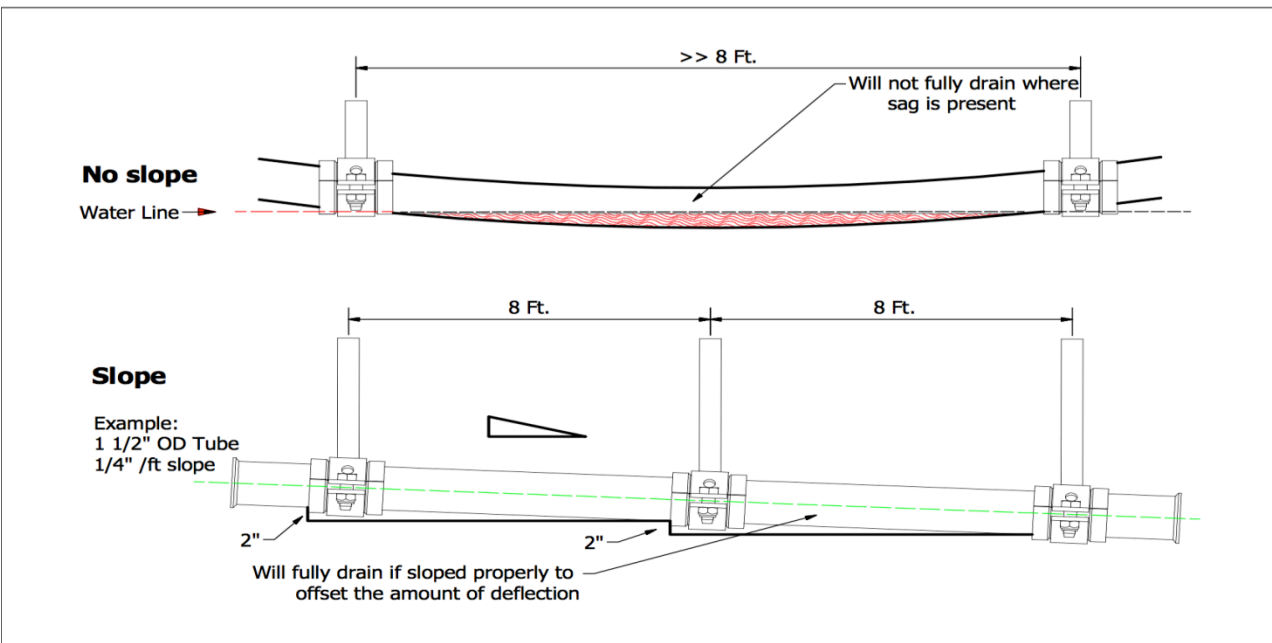 >> 8 Ft.
Will not fully drain where
sag is present
No slope
Water Line
8 Ft.
8 Ft.
Slope
Example:
1 1/2" OD Tube
1/4" /ft slope
2"
2"
Will fully drain if sloped properly to
offset the amount of deflection